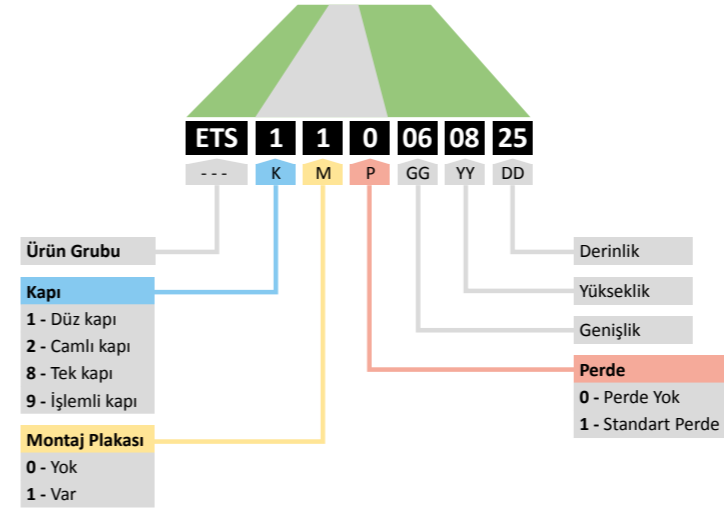 ETS 1 1 0 06 08 25
--- K M P GG YY DD
Ürün Grubu
Kapı
1 - Düz kapı
2 - Camlı kapı
8 - Tek kapı
9 - İşlemli kapı
Montaj Plakası
0 - Yok
1 - Var
Derinlik
Yükseklik
Genişlik
Perde
0 - Perde Yok
1 - Standart Perde